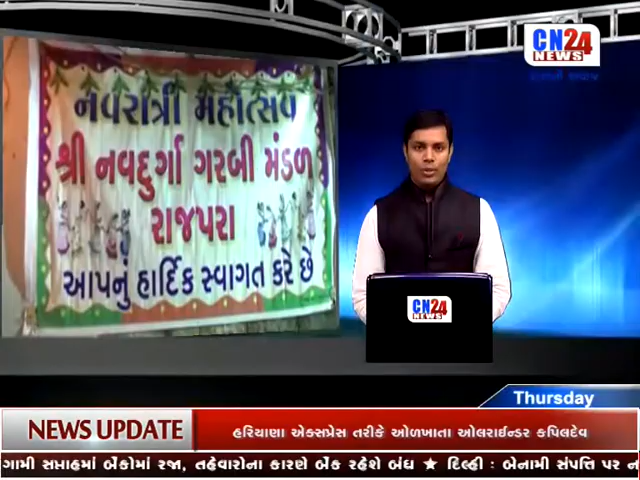 CN24
NEWS
નવરાત્રી મહોત્સવ
શ્રી નવદુર્ગા ગરબી મંડળ
રાજપરા
આપનું હાર્દિક સ્વાગત કરે છે
CN24
NEWS
Thursday
NEWS UPDATE
હરિયાણા એક્સપ્રેસ તરીકે ઓળખાતા ઓલરાઈન્ડર કપિલદેવ
ગામી સપ્તાહમાં બેંકોમાં રજા, તહેવારોના કારણે બેંક રહેશે બંધ ★ દિલ્હી : બેનામી સંપત્તિ પર